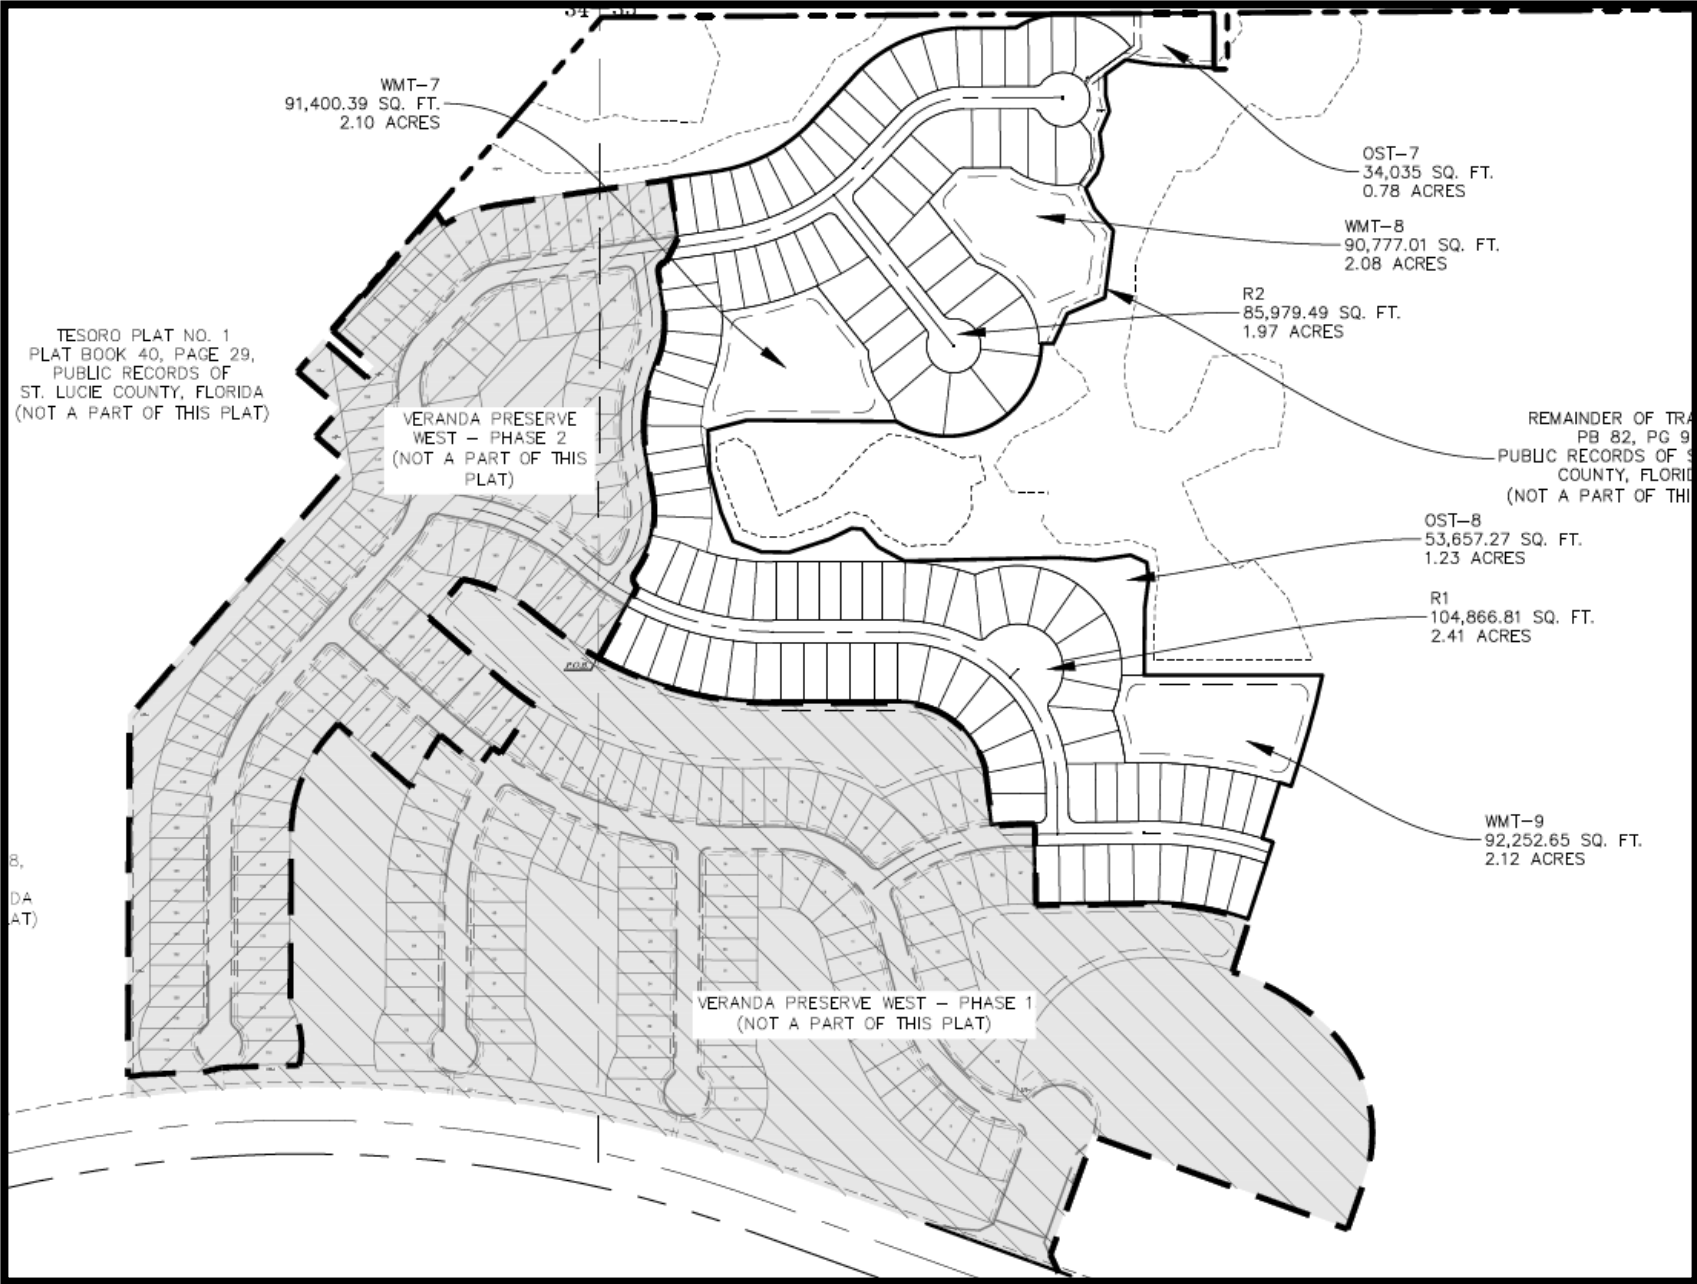 34 33
WMT-7
91,400.39 SQ. FT.
2.10 ACRES
OST-7
34,035 SQ. FT.
0.78 ACRES
WMT-8
90,777.01 SQ. FT.
2.08 ACRES
R2
85,979.49 SQ. FT.
1.97 ACRES
TESORO PLAT NO. 1
PLAT BOOK 40, PAGE 29,
PUBLIC RECORDS OF
ST. LUCIE COUNTY, FLORIDA
(NOT A PART OF THIS PLAT)
VERANDA PRESERVE
WEST – PHASE 2
(NOT A PART OF THIS
PLAT)
REMAINDER OF TRA
PB 82, PG 9
PUBLIC RECORDS OF S
COUNTY, FLORI
(NOT A PART OF THI
OST-8
53,657.27 SQ. FT.
1.23 ACRES
R1
104,866.81 SQ. FT.
2.41 ACRES
P.O.B.
WMT-9
92,252.65 SQ. FT.
2.12 ACRES
8,
DA
AT)
VERANDA PRESERVE WEST – PHASE 1
(NOT A PART OF THIS PLAT)